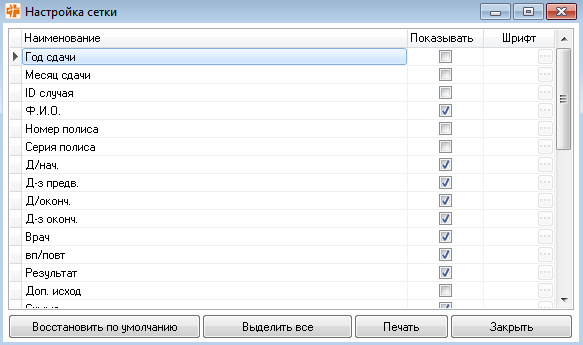 Настройка сетки
Наименование Показывать Шрифт
Год сдачи
Месяц сдачи
ID случая
Ф.И.О.
Номер полиса
Серия полиса
Д/нач.
Д-з предв.
Д/оконч.
Д-з оконч.
Врач
вп/повт
Результат
Доп. исход
Восстановить по умолчанию Выделить все Печать Закрыть